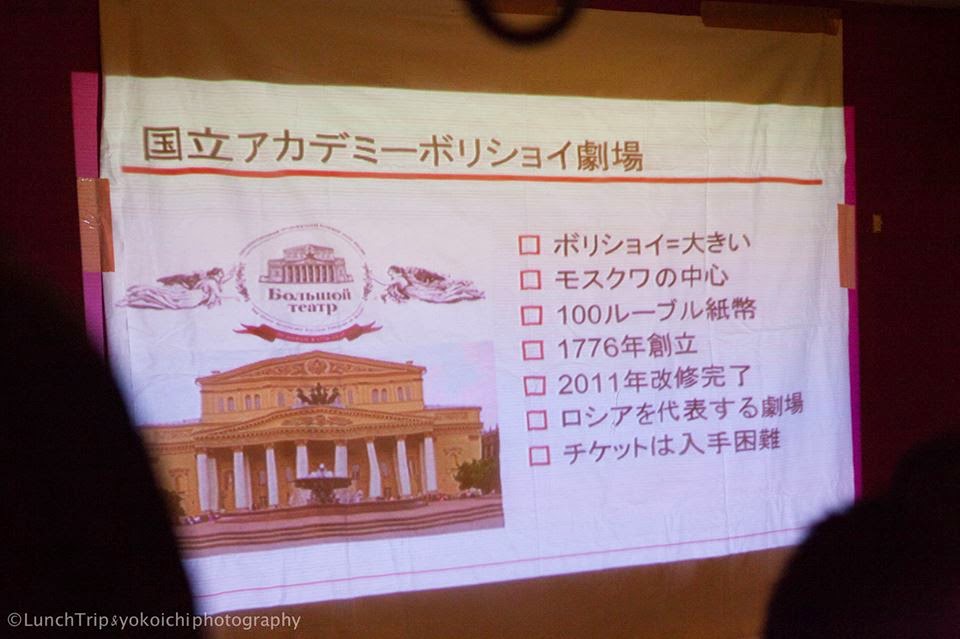 国立アカデミーボリショイ劇場
Большой
театр
ボリショイ=大きい
モスクワの中心
100ルーブル紙幣
1776年創立
2011年改修完了
ロシアを代表する劇場
チケットは入手困難
©LunchTrip&yokoichiphotography